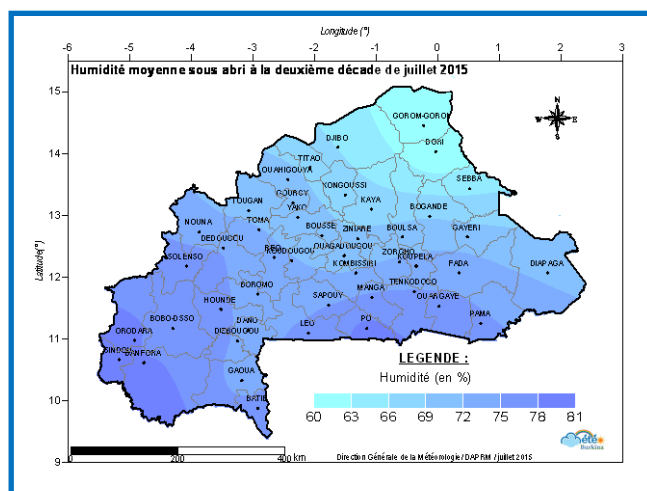 Longitude (°)
-6 -5 -4 -3 -2 -1 0 1 2 3
Humidité moyenne sous abri à la deuxième décade de juillet 2015
15
GOROM-GOROM
N
W E
S
DJIBO
DORI
14
TITAO
OUAHIGOUYA
KONGOUSSI
SEBBA
GOURCY
KAYA
TOUGAN
YAKO
BOGANDE
13
NOUNA
TOMA
BOUSSE
ZINIARE
BOULSA
GAYERI
DEDOUGOU
REO
OUAGADOUGOU
KOUDOUGOU
ZORGHO
KOUPELA
SOLENSO
KOMBISSIRI
FADA
DIAPAGA
Latitude(°)
12
BOROMO
MANGA
TENKODOGO
HOUNDE
SAPOUY
OUARGAYE
BOBO-DSSO
DANO
LEO
PO
PAMA
11
ORODARA
DIEBOUGOU
SINDOU
BANFORA
LEGENDE :
GAOUA
Humidité (en %)
10
BATIE
60 63 66 69 72 75 78 81
météo
Burkina
0 200 400 km
Direction Générale de la Météorologie / DAPRM / juillet 2015
9